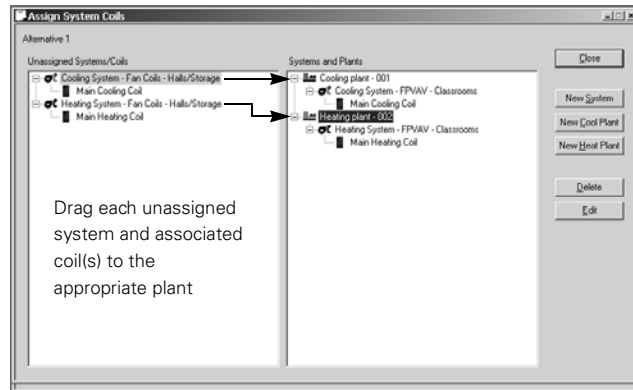 Assign System Coils
Alternative 1
Unassigned Systems/Coils
Cooling System - Fan Coils - Halls/Storage
Main Cooling Coil
Heating System - Fan Coils - Halls/Storage
Main Heating Coil
Drag each unassigned
system and associated
coil(s) to the
appropriate plant
Systems and Plants
Cooling plant - 001
Cooling System - FPVAV - Classrooms
Main Cooling Coil
Heating plant - 002
Heating System - FPVAV - Classrooms
Main Heating Coil
Close
New System
New Cool Plant
New Heat Plant
Delete
Edit